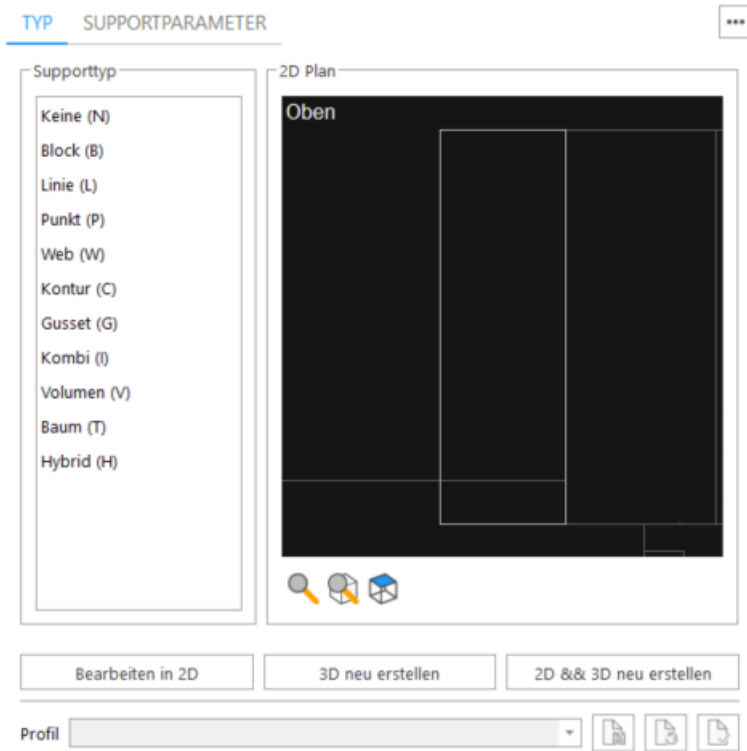 TYP SUPPORTPARAMETER
Supporttyp
Keine (N)
Block (B)
Linie (L)
Punkt (P)
Web (W)
Kontur (C)
Gusset (G)
Kombi (I)
Volumen (V)
Baum (T)
Hybrid (H)
2D Plan
Oben
Bearbeiten in 2D
3D neu erstellen
2D && 3D neu erstellen
Profil